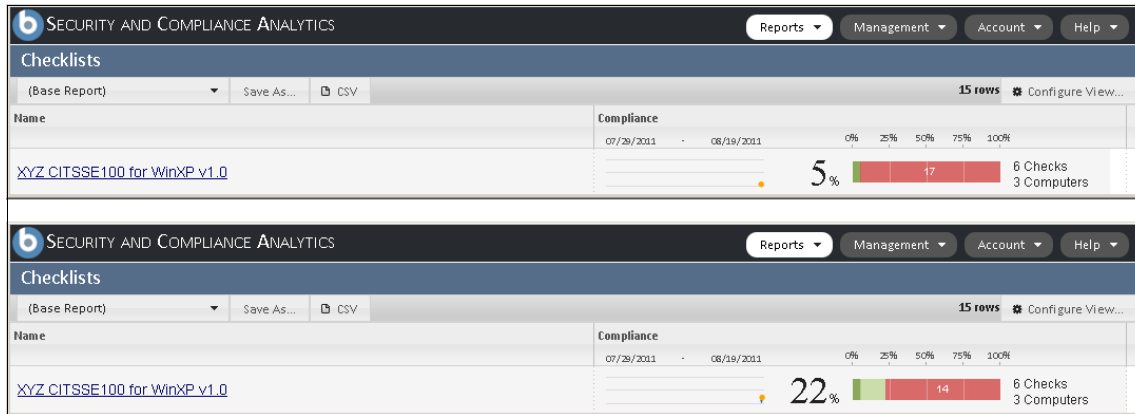 b SECURITY AND COMPLIANCE ANALYTICS Reports Management Account Help
Checklists
(Base Report) Save As... CSV 15 rows Configure View...
Name Compliance
07/29/2011 - 08/19/2011 0% 25% 50% 75% 100%
XYZ CITSSE100 for WinXP v1.0 5% 17 6 Checks
3 Computers
b SECURITY AND COMPLIANCE ANALYTICS Reports Management Account Help
Checklists
(Base Report) Save As... CSV 15 rows Configure View...
Name Compliance
07/29/2011 - 08/19/2011 0% 25% 50% 75% 100%
XYZ CITSSE100 for WinXP v1.0 22% 14 6 Checks
3 Computers